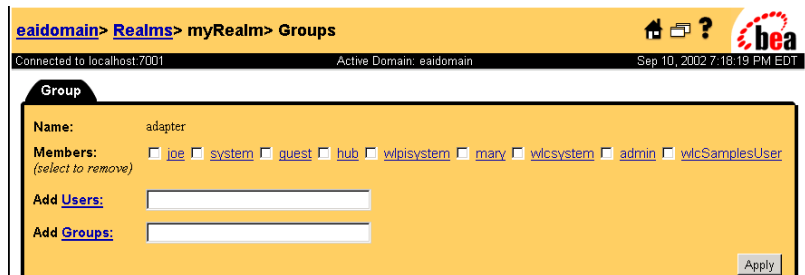 eaidomain> Realms> myRealm> Groups
?
bea
Connected to localhost:7001 Active Domain: eaidomain Sep 10, 2002 7:18:19 PM EDT
Group
Name: adapter
Members: joe system guest hub wlpisystem mary wlcsystem admin wlcSamplesUser
(select to remove)
Add Users:
Add Groups:
Apply